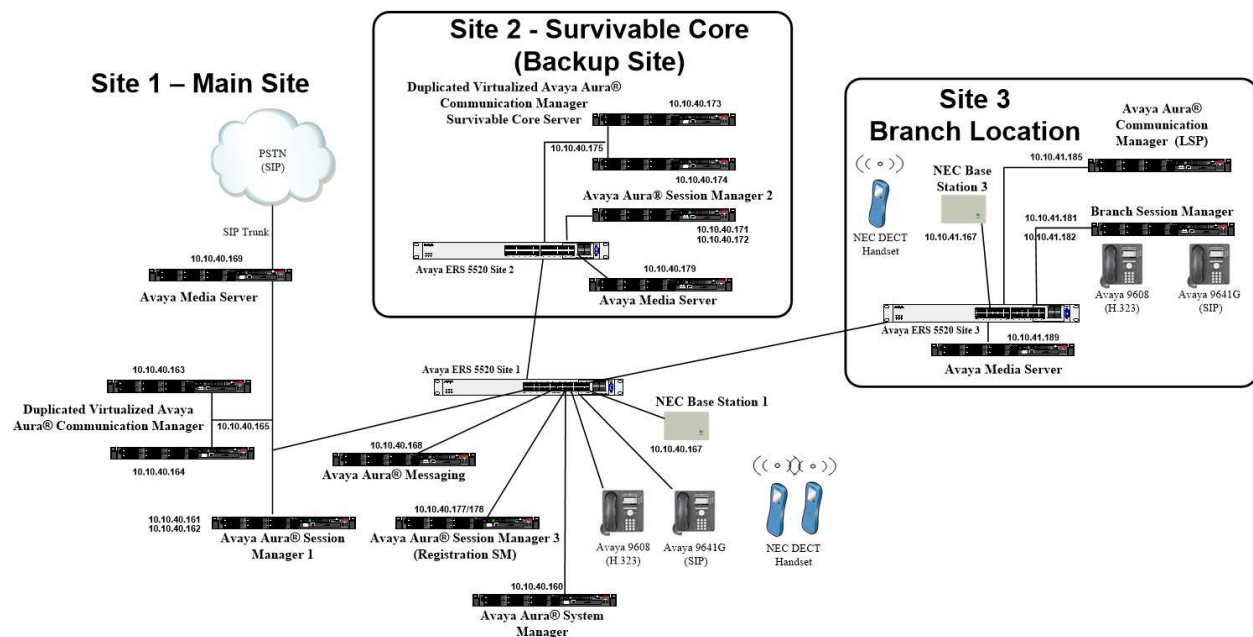 Site 1 – Main Site
PSTN
(SIP)
SIP Trunk
10.10.40.169
Avaya Media Server
10.10.40.163
Duplicated Virtualized Avaya
Aura® Communication Manager
10.10.40.165
10.10.40.164
10.10.40.161
10.10.40.162
Avaya Aura® Session
Manager 1
Site 2 - Survivable Core
(Backup Site)
Duplicated Virtualized Avaya Aura®
Communication Manager
Survivable Core Server
10.10.40.173
10.10.40.175
10.10.40.174
Avaya Aura® Session Manager 2
10.10.40.171
10.10.40.172
Avaya ERS 5520 Site 2
10.10.40.179
Avaya Media Server
Site 3
Branch Location
Avaya Aura®
Communication
Manager (LSP)
10.10.41.185
NEC Base
Station 3
NEC DECT
Handset
10.10.41.167
10.10.41.181
10.10.41.182
Branch Session Manager
Avaya 9608
(H.323)
Avaya 9641G
(SIP)
Avaya ERS 5520 Site 3
10.10.41.189
Avaya Media Server
Avaya ERS 5520 Site 1
NEC Base Station 1
10.10.40.167
10.10.40.168
Avaya Aura® Messaging
10.10.40.177/178
Avaya Aura® Session Manager 3
(Registration SM)
Avaya 9608
(H.323)
Avaya 9641G
(SIP)
NEC DECT
Handset
10.10.40.160
Avaya Aura® System
Manager